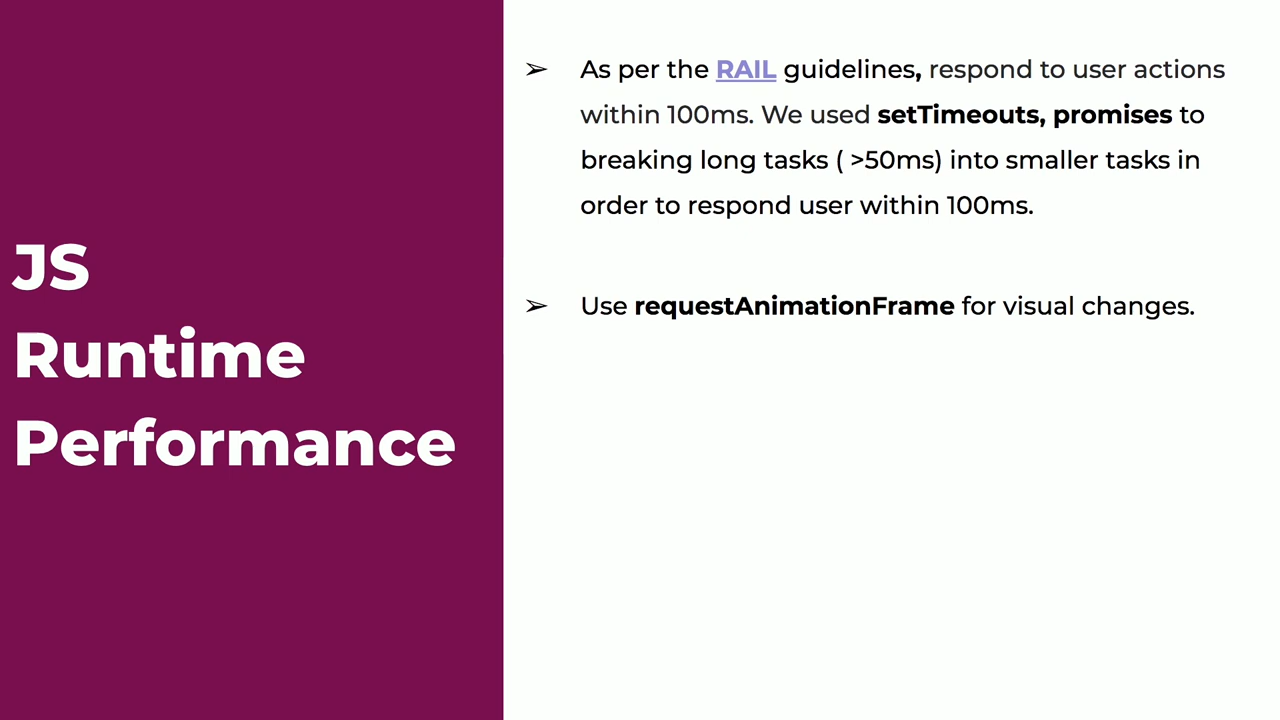 JS
Runtime
Performance
➢ As per the RAIL guidelines, respond to user actions
within 100ms. We used setTimeouts, promises to
breaking long tasks ( >50ms) into smaller tasks in
order to respond user within 100ms.
➢ Use requestAnimationFrame for visual changes.